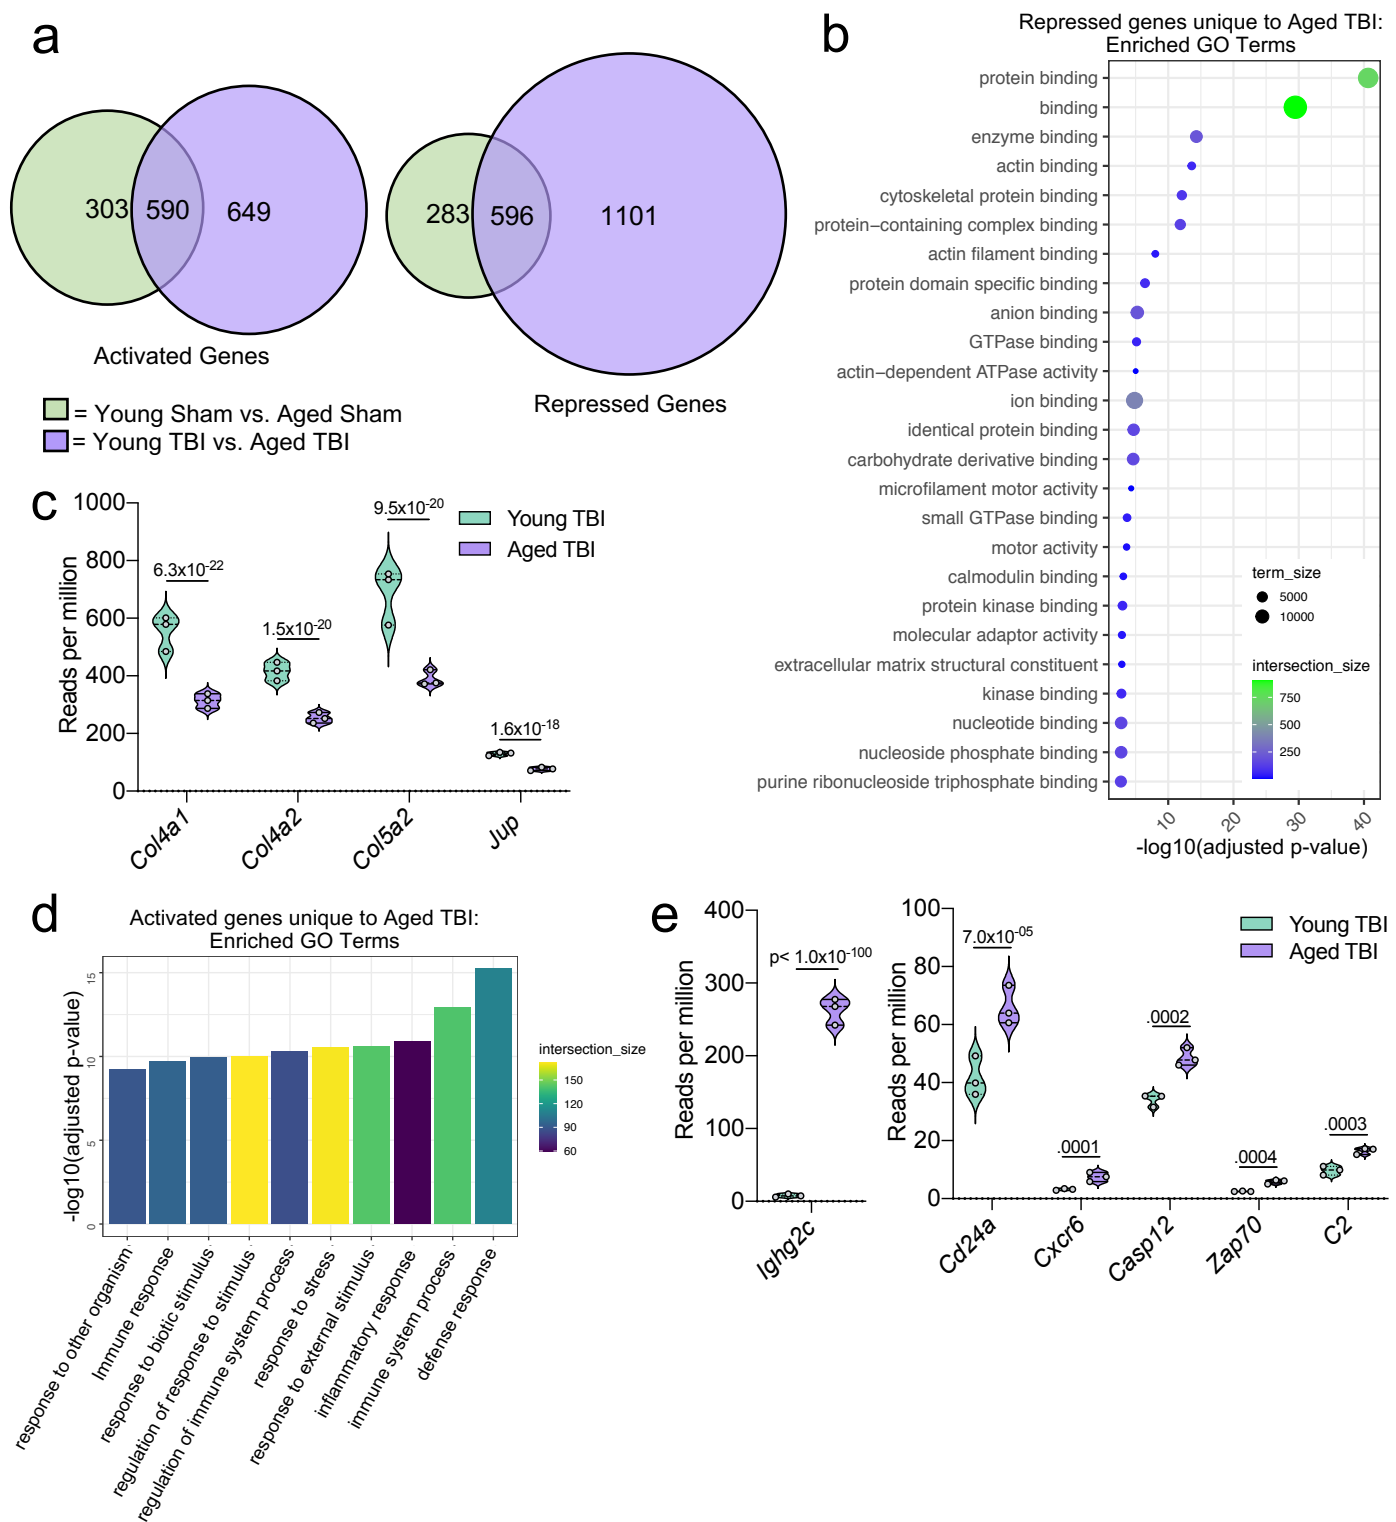 a
303
590
649
283
596
1101
Activated Genes
Repressed Genes
= Young Sham vs. Aged Sham
= Young TBI vs. Aged TBI
b
Repressed genes unique to Aged TBI:
Enriched GO Terms
protein binding
binding
enzyme binding
actin binding
cytoskeletal protein binding
protein−containing complex binding
actin filament binding
protein domain specific binding
anion binding
GTPase binding
actin−dependent ATPase activity
ion binding
identical protein binding
carbohydrate derivative binding
microfilament motor activity
small GTPase binding
motor activity
calmodulin binding
protein kinase binding
molecular adaptor activity
extracellular matrix structural constituent
kinase binding
nucleotide binding
nucleoside phosphate binding
purine ribonucleoside triphosphate binding
term_size
5000
10000
intersection_size
750
500
250
10
20
30
40
-log10(adjusted p-value)
c
Reads per million
1000
800
600
400
200
0
6.3x10-22
1.5x10-20
9.5x10-20
1.6x10-18
Young TBI
Aged TBI
Col4a1
Col4a2
Col5a2
Jup
d
Activated genes unique to Aged TBI:
Enriched GO Terms
-log10(adjusted p-value)
15
10
5
0
intersection_size
150
120
90
60
response to other organism
Immune response
response to biotic stimulus
regulation of response to stimulus
regulation of immune system process
response to stress
response to external stimulus
inflammatory response
immune system process
defense response
e
Reads per million
400
300
200
100
0
p< 1.0x10-100
Ighg2c
Reads per million
100
80
60
40
20
0
7.0x10-05
.0001
.0002
.0004
.0003
Young TBI
Aged TBI
Cd24a
Cxcr6
Casp12
Zap70
C2